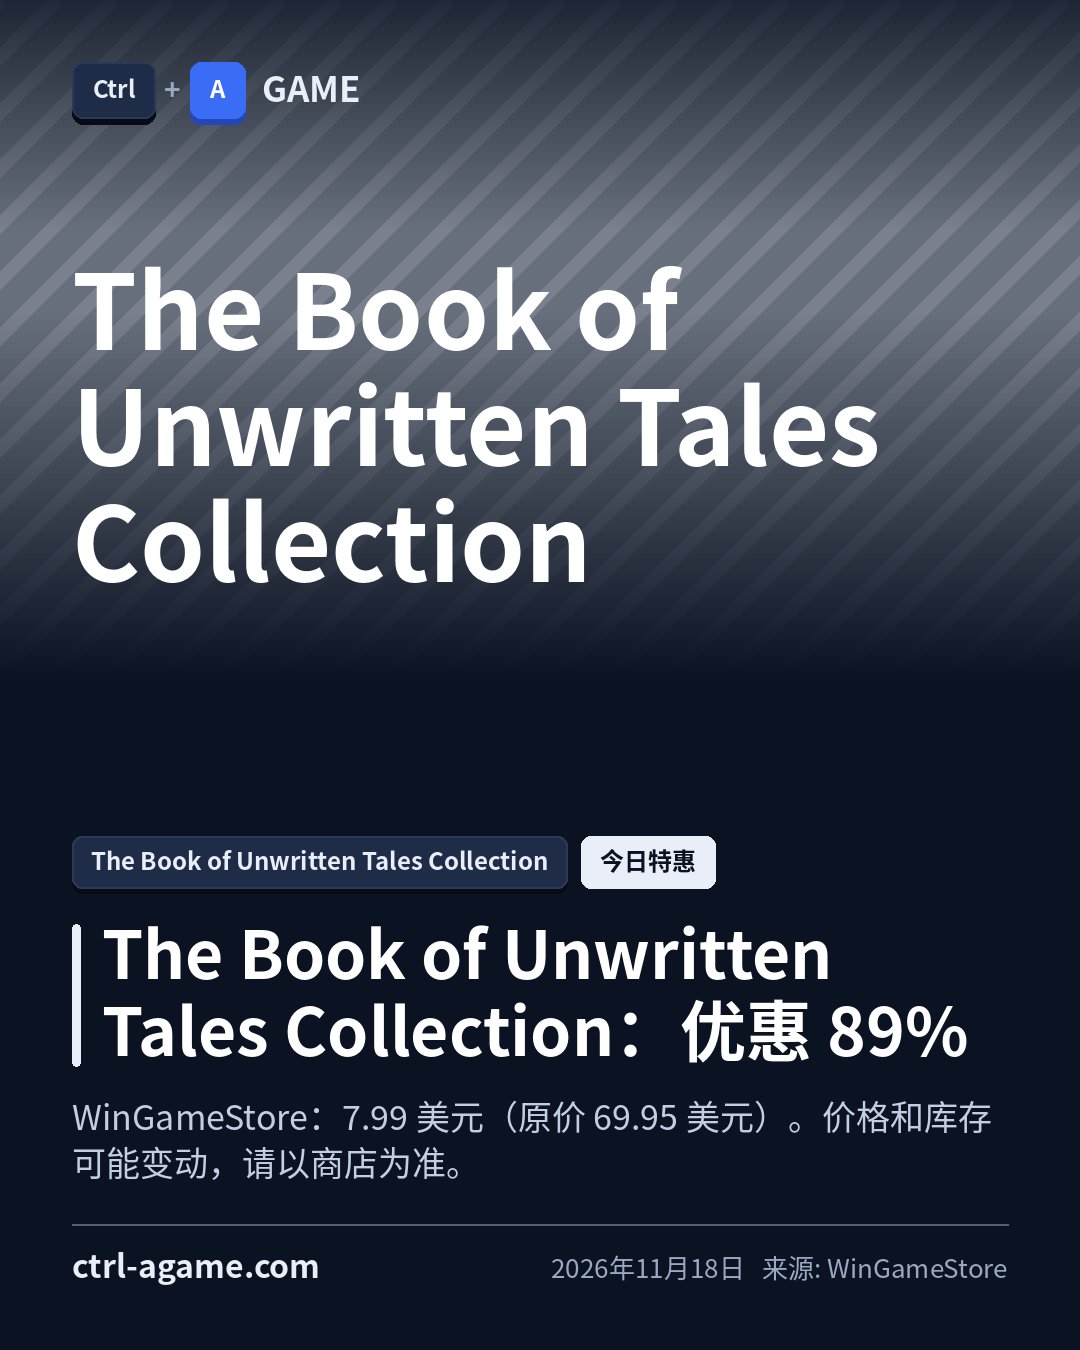 Ctrl + A GAME
The Book of
Unwritten Tales
Collection
The Book of Unwritten Tales Collection 今日特惠
The Book of Unwritten
Tales Collection：优惠 89%
WinGameStore：7.99 美元（原价 69.95 美元）。价格和库存
可能变动，请以商店为准。
ctrl-agame.com 2026年11月18日 来源: WinGameStore